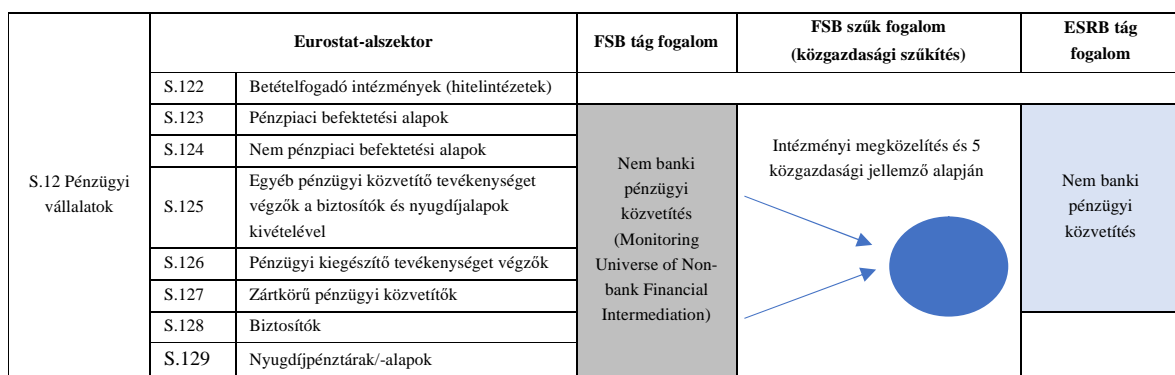 Eurostat-alszektor
FSB tág fogalom
FSB szűk fogalom
(közgazdasági szűkítés)
ESRB tág
fogalom
S.12 Pénzügyi
vállalatok
S.122
Betételfogadó intézmények (hitelintézetek)
S.123
Pénzpiaci befektetési alapok
S.124
Nem pénzpiaci befektetési alapok
S.125
Egyéb pénzügyi közvetítő tevékenységet
végzők a biztosítók és nyugdíjalapok
kivételével
S.126
Pénzügyi kiegészítő tevékenységet végzők
S.127
Zártkörű pénzügyi közvetítők
S.128
Biztosítók
S.129
Nyugdíjpénztárak/-alapok
Nem banki
pénzügyi
közvetítés
(Monitoring
Universe of Non-
bank Financial
Intermediation)
Intézményi megközelítés és 5
közgazdasági jellemző alapján
Nem banki
pénzügyi
közvetítés